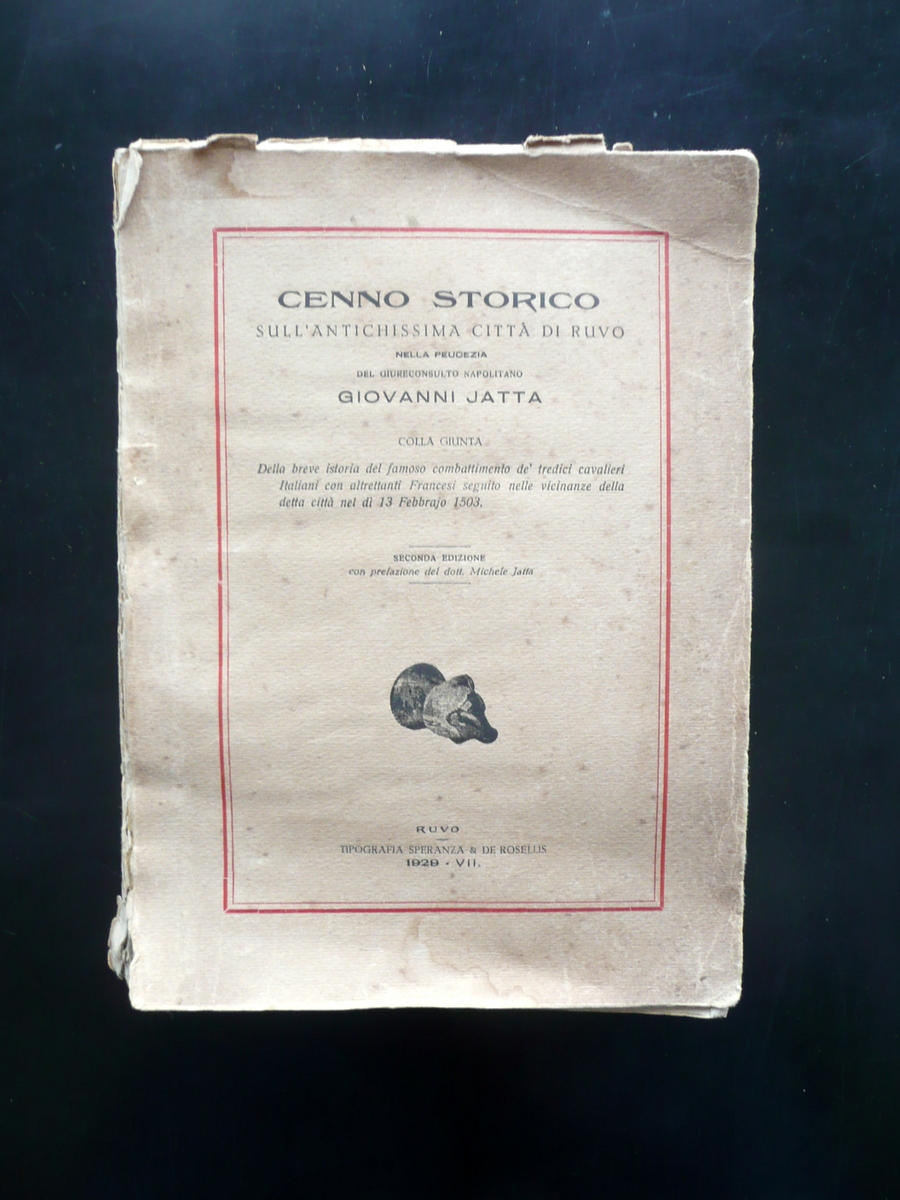 CENNO STORICO
SULL'ANTICHISSIMA CITTÀ DI RUVO
NELLA PEUCEZIA
DEL GIURECONSULTO NAPOLITANO
GIOVANNI JATTA
COLLA GIUNTA
Della breve istoria del famoso combattimento de' tredici cavalieri
Italiani con altrettanti Francesi seguito nelle vicinanze della
detta città nel dì 13 Febbrajo 1503.
SECONDA EDIZIONE
con prefazione del dott. Michele Jatta
RUVO
TIPOGRAFIA SPERANZA & DE ROSELLIS
1929 - VII.